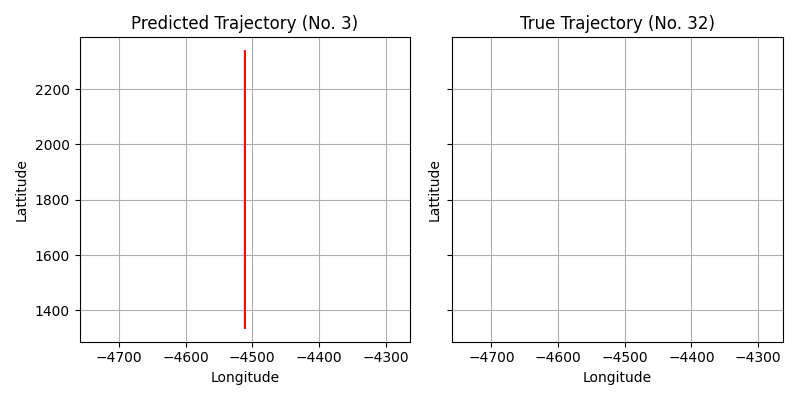 Predicted Trajectory (No. 3)
True Trajectory (No. 32)
2200
2000
1800
1600
1400
Lattitude
Lattitude
−4700 −4600 −4500 −4400 −4300
−4700 −4600 −4500 −4400 −4300
Longitude
Longitude